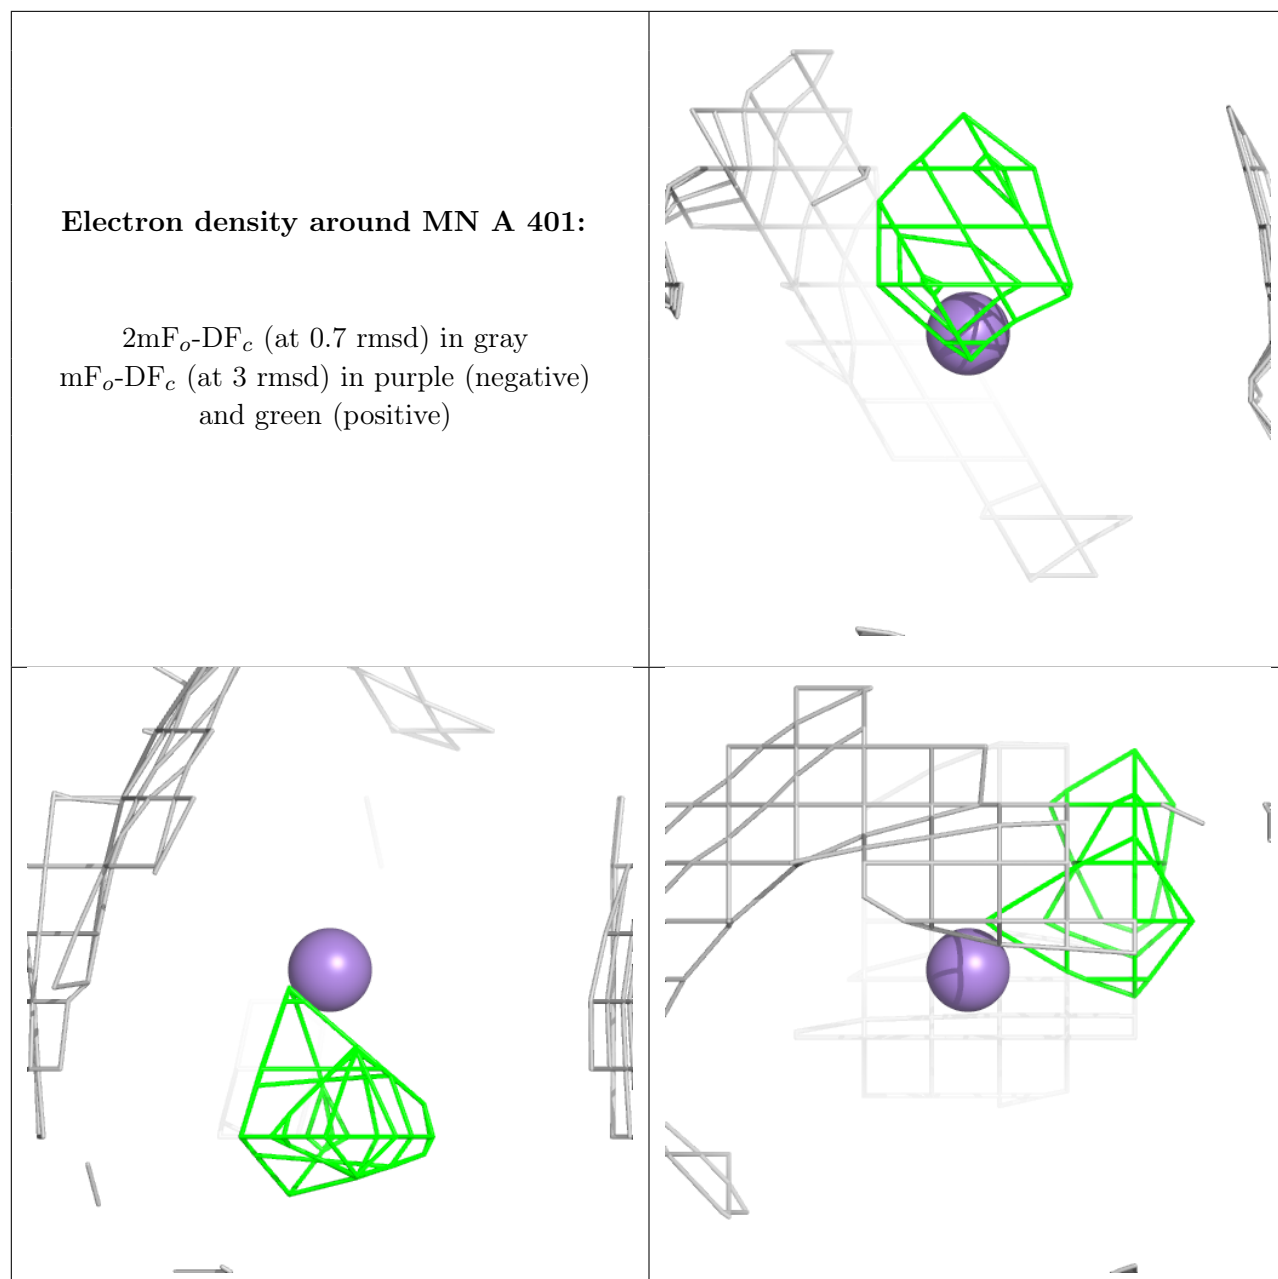 Electron density around MN A 401:
2mFo-DFc (at 0.7 rmsd) in gray
mFo-DFc (at 3 rmsd) in purple (negative)
and green (positive)